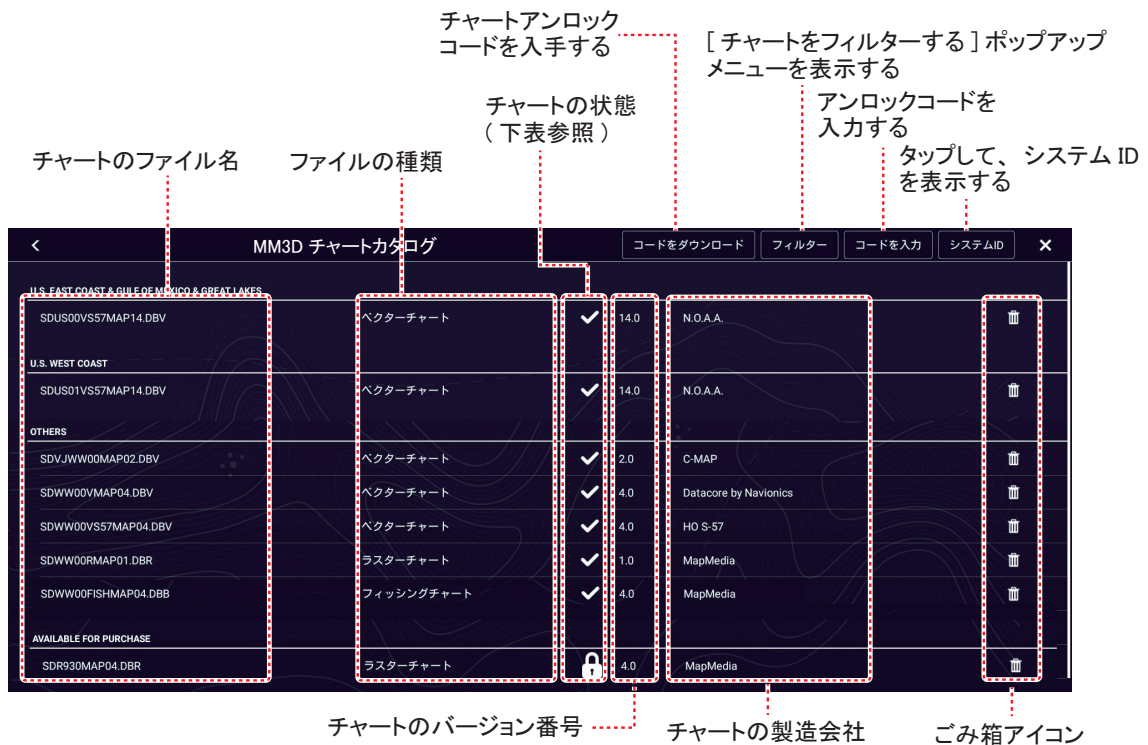 チャートアンロック
コードを入手する
[ チャートをフィルターする ] ポップアップ
メニューを表示する
チャートの状態
( 下表参照 )
アンロックコードを
入力する
チャートのファイル名
ファイルの種類
タップして、 システム ID
を表示する
< MM3D チャートカタログ コードをダウンロード フィルター コードを入力 システムID ×
U.S. EAST COAST & GULF OF MEXICO & GREAT LAKES
SDUS00VS57MAP14.DBV ベクターチャート 14.0 N.O.A.A.
U.S. WEST COAST
SDUS01VS57MAP14.DBV ベクターチャート 14.0 N.O.A.A.
OTHERS
SDVJWW00MAP02.DBV ベクターチャート 2.0 C-MAP
SDWW00VMAP04.DBV ベクターチャート 4.0 Datacore by Navionics
SDWW00VS57MAP04.DBV ベクターチャート 4.0 HO S-57
SDWW00RMAP01.DBR ラスターチャート 1.0 MapMedia
SDWW00FISHMAP04.DBB フィッシングチャート 4.0 MapMedia
AVAILABLE FOR PURCHASE
SDR930MAP04.DBR ラスターチャート 4.0 MapMedia
チャートのバージョン番号
チャートの製造会社
ごみ箱アイコン